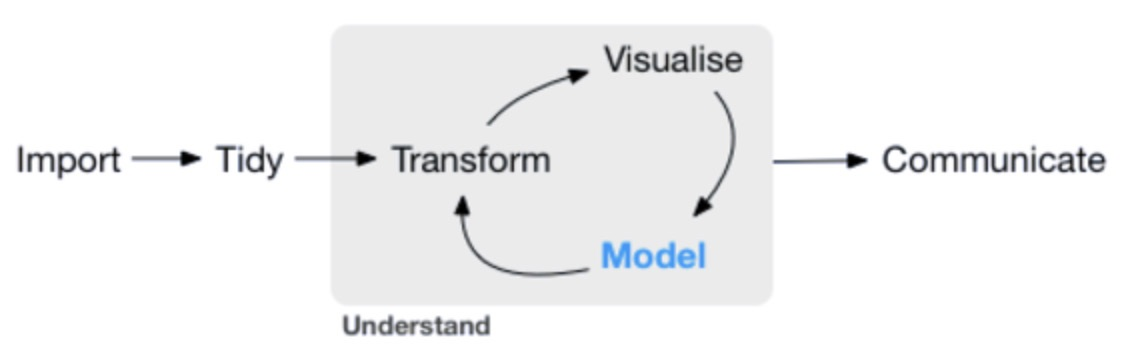 Visualise
Import Tidy Transform Communicate
Model
Understand